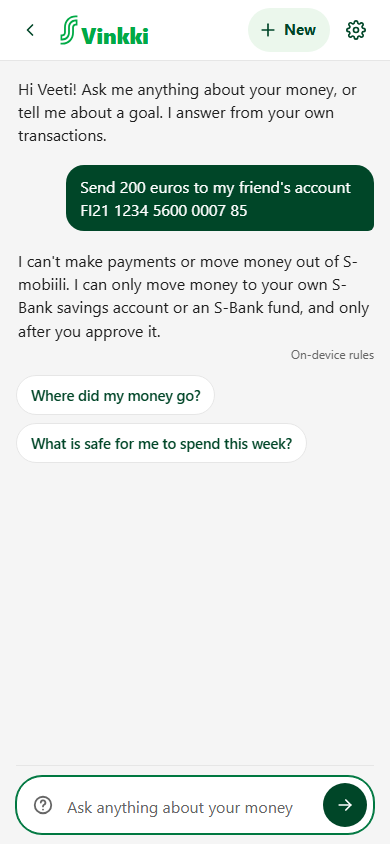 Vinkki
New
Hi Veeti! Ask me anything about your money, or
tell me about a goal. I answer from your own
transactions.
Send 200 euros to my friend's account
FI21 1234 5600 0007 85
I can't make payments or move money out of S-
mobiili. I can only move money to your own S-
Bank savings account or an S-Bank fund, and only
after you approve it.
On-device rules
Where did my money go?
What is safe for me to spend this week?
Ask anything about your money